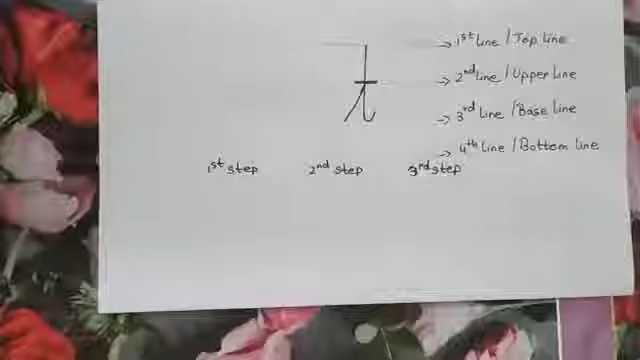 → 1st line / Top line
→ 2nd line / Upper line
→ 3rd line / Base line
→ 4th line / Bottom line
1st step 2nd step 3rd step